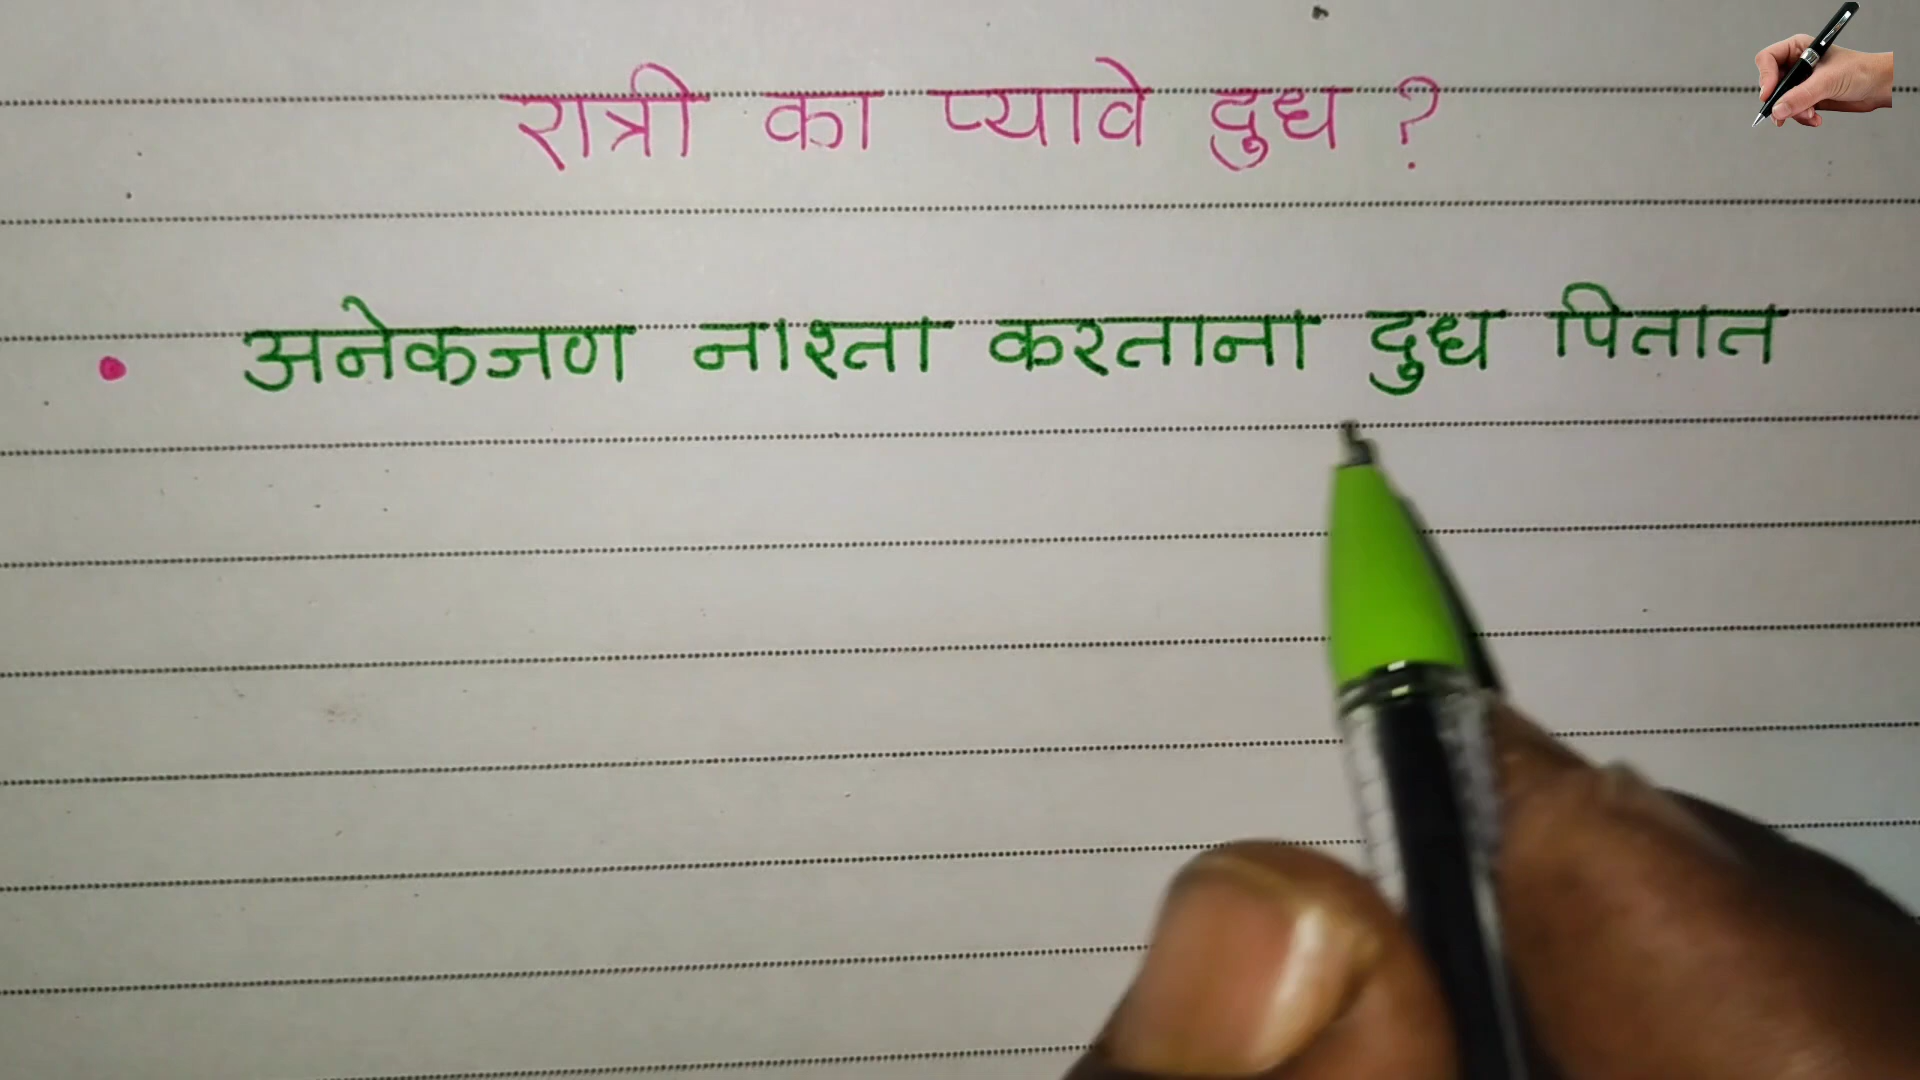 रात्री का प्यावे दुध ?
• अनेकजण नाश्ता करताना दुध पितात